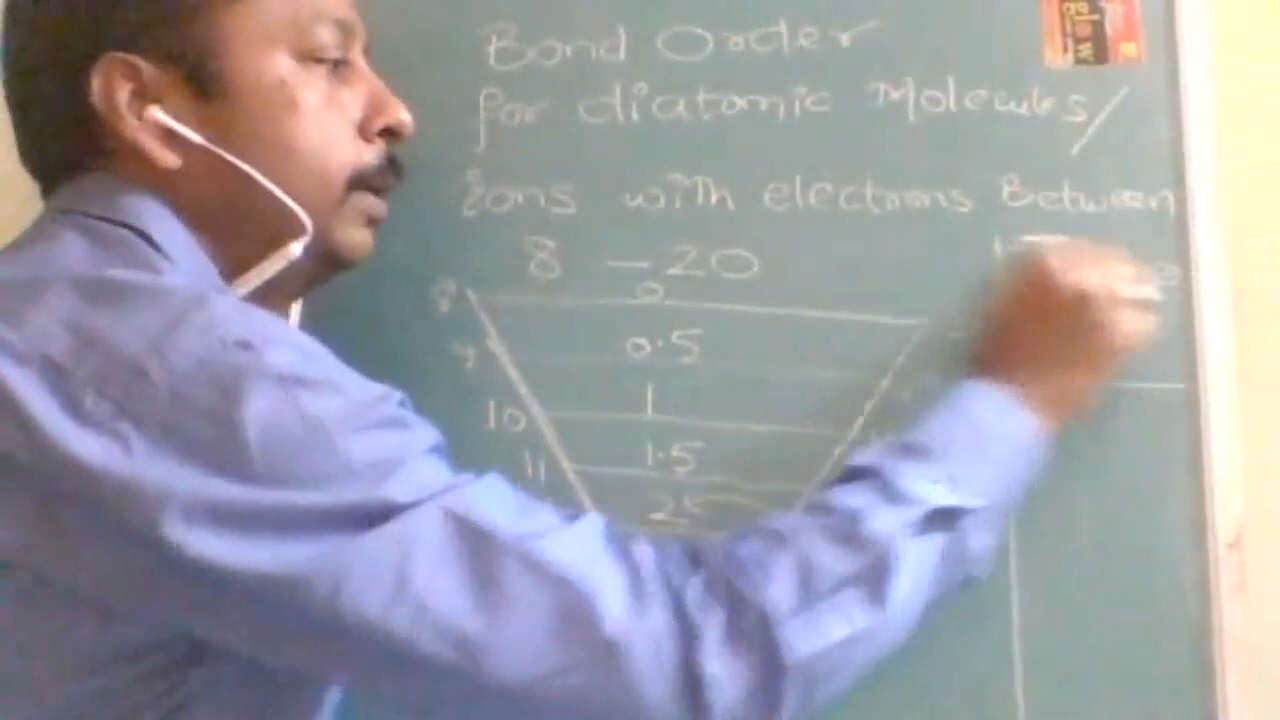 Bond Order
for diatomic Molecules/
ions with electrons Between
8 - 20
8 0
9 0.5
10 1
11 1.5
2